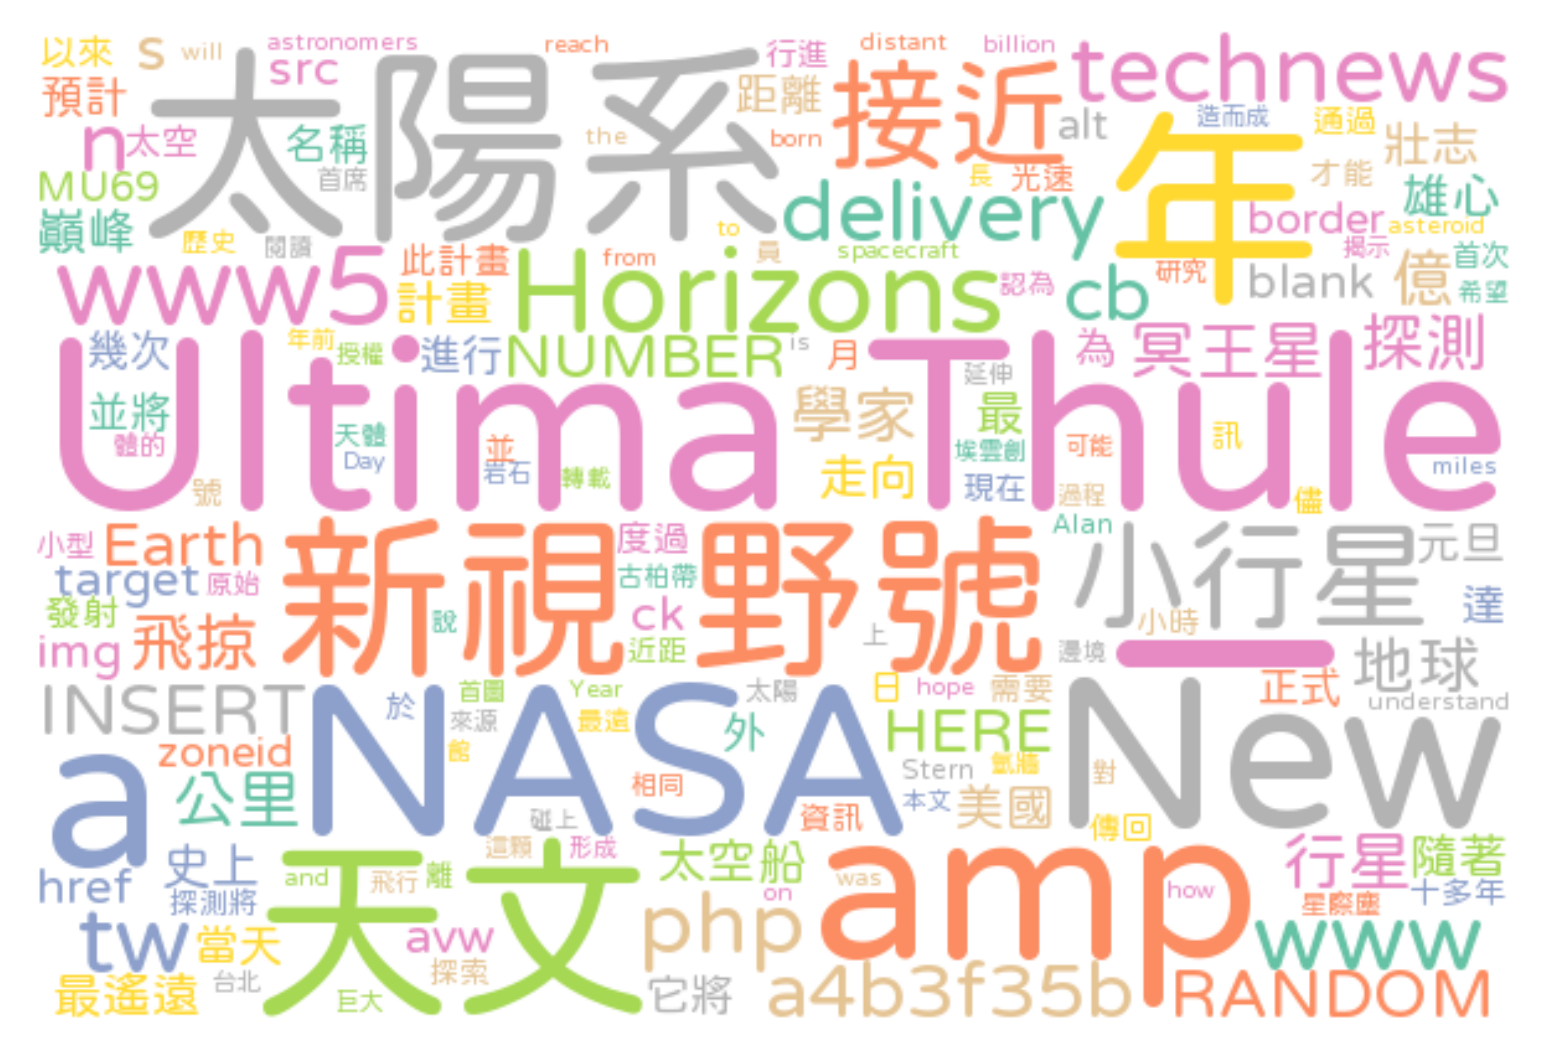 以來 s will astronomers reach 行進 distant billion technews
預計 src 太陽系 距離 接近 alt 造而成 通過 壯志
n 太空 名稱 the born 年 才能
MU69 首席 長 光速 雄心
巔峰 歷史 閱讀 to delivery border asteroid
www5 此計畫 from 員 spacecraft 揭示 首次
計畫 Horizons 認為 cb 研究 blank 億 希望
幾次 年前 授權 進行 NUMBER is 月 為 冥王星 探測
Ultima Thule
並將 延伸 學家 最
體的 天體 Day 並 岩石 轉載 走向 埃雲創 現在 可能 訊 miles
號 過程 儘
小型 Earth 新視野號 度過 Alan 小行星 元旦
target 原始 古柏帶 達
發射 飛掠 說 ck 小時
img 近距 上 邊境 地球
INSERT 於 首圖 Year 太陽 日 hope 需要 正式 understand
NASA 來源 最遠 外 HERE New
zoneid 館 Stern 氫牆 對
a 公里 相同 資訊 本文 美國 傳回
碰上
史上 這顆 形成 太空船 amp 行星 隨著
href 探測將 and 飛行 離 on was how 星際塵 十多年
tw 當天 天文 avw php www
最遙遠 台北 探索 巨大 它將 a4b3f35b RANDOM